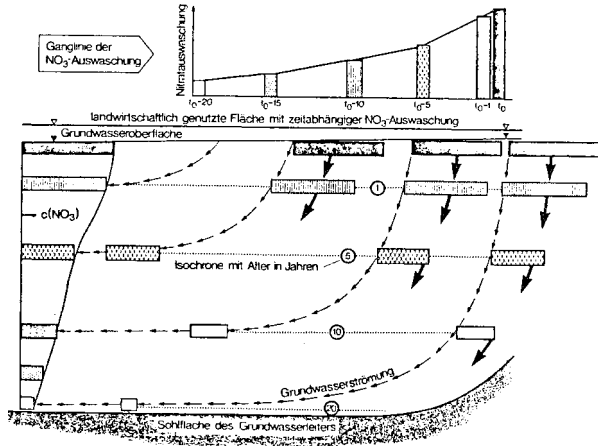 Ganglinie der
NO₃-Auswaschung
Nitratauswaschung
t₀-20 t₀-15 t₀-10 t₀-5 t₀-1 t₀
landwirtschaftlich genutzte Fläche mit zeitabhängiger NO₃-Auswaschung
Grundwasseroberfläche
1
c(NO₃)
Isochrone mit Alter in Jahren 5
10
Grundwasserströmung
20
Sohlfläche des Grundwasserleiters